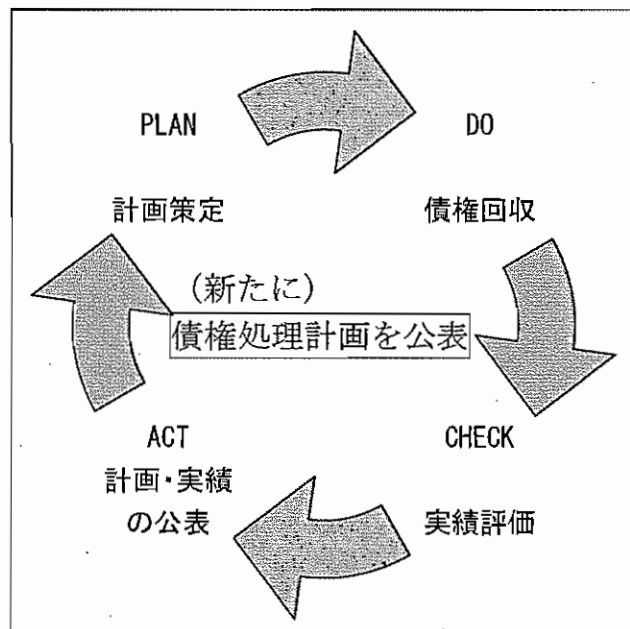 PLAN
計画策定
DO
債権回収
(新たに)
債権処理計画を公表
ACT
計画・実績
の公表
CHECK
実績評価